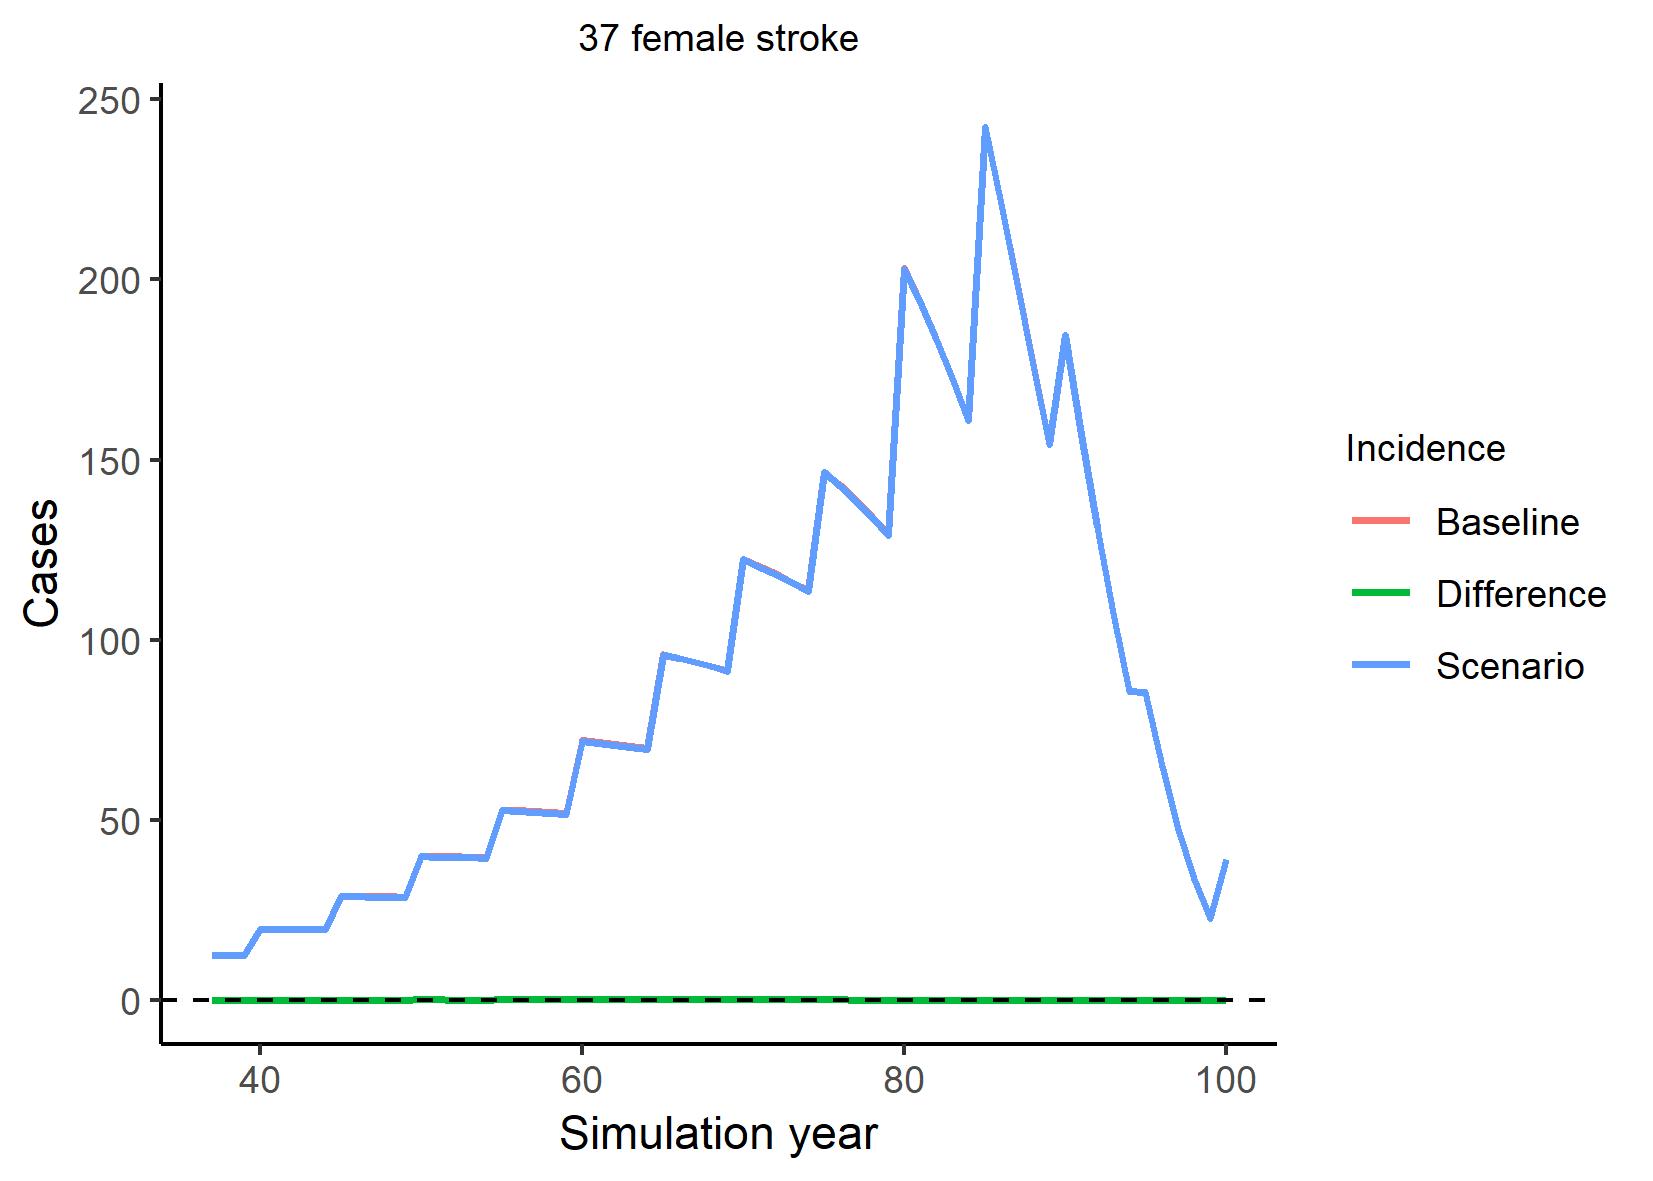 37 female stroke
250
200
150
100
50
0
Cases
40 60 80 100
Simulation year
Incidence
Baseline
Difference
Scenario